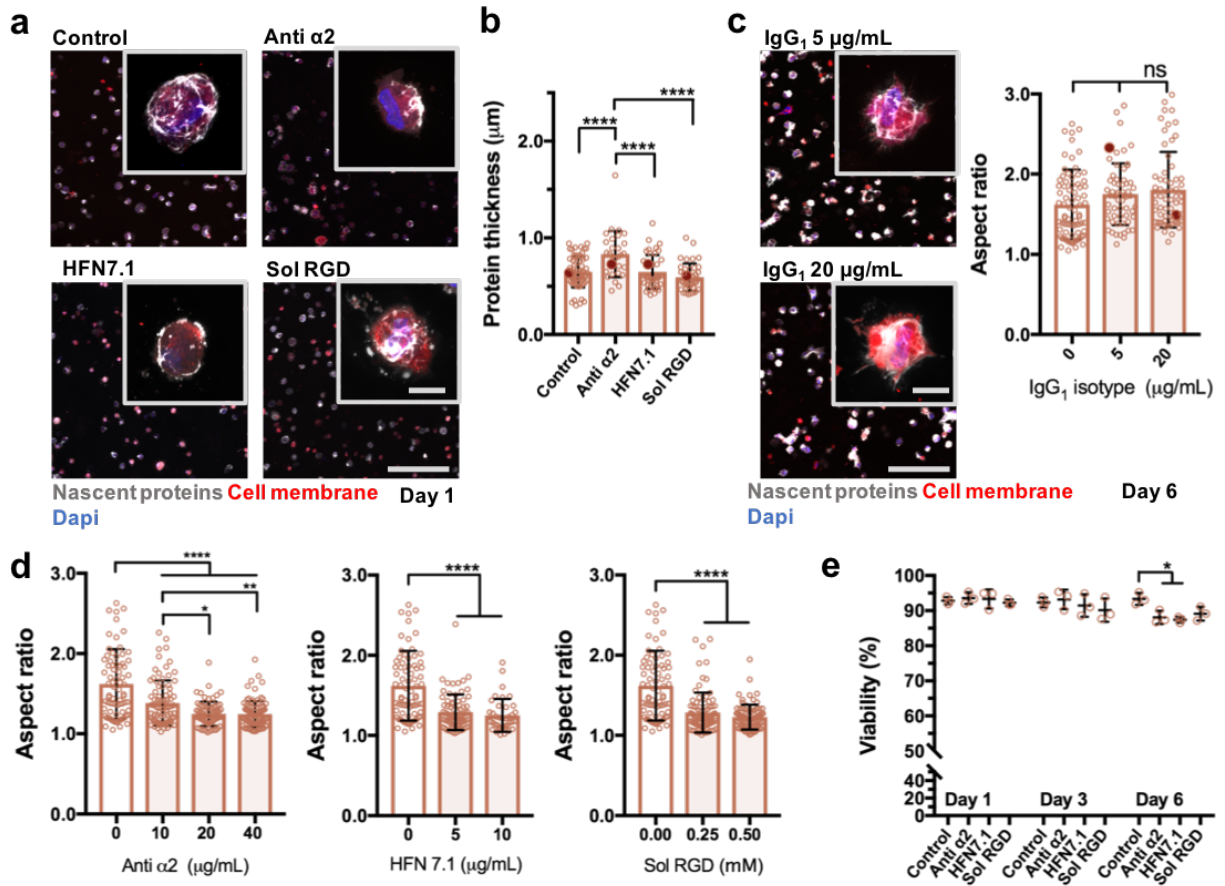 a
Control
Anti α2
HFN7.1
Sol RGD
Nascent proteins Cell membrane Day 1
Dapi
b
Protein thickness (μm)
2.0
1.0
0.0
****
****
****
Control
Anti α2
HFN7.1
Sol RGD
c
IgG1 5 μg/mL
IgG1 20 μg/mL
Nascent proteins Cell membrane Day 6
Dapi
Aspect ratio
3.0
2.0
1.0
0.0
ns
0 5 20
IgG1 isotype (μg/mL)
d
Aspect ratio
3.0
2.0
1.0
0.0
****
**
*
0 10 20 40
Anti α2 (μg/mL)
Aspect ratio
3.0
2.0
1.0
0.0
****
0 5 10
HFN 7.1 (μg/mL)
Aspect ratio
3.0
2.0
1.0
0.0
****
0.00 0.25 0.50
Sol RGD (mM)
e
Viability (%)
100
90
80
70
60
50
40
20
0
*
Day 1 Day 3 Day 6
Control
Anti α2
HFN7.1
Sol RGD
Control
Anti α2
HFN7.1
Sol RGD
Control
Anti α2
HFN7.1
Sol RGD